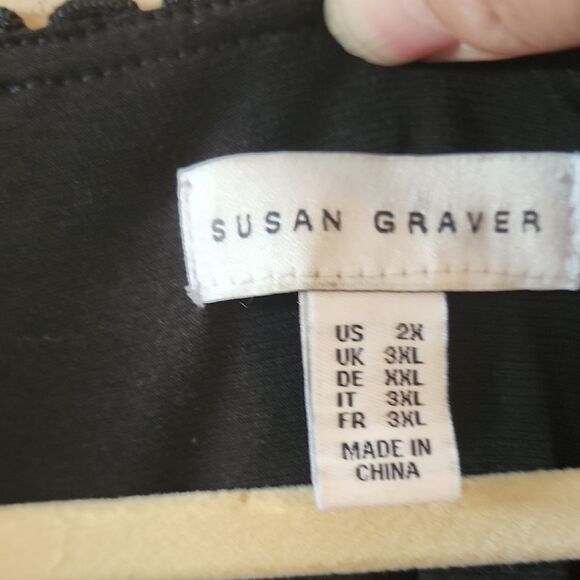 SUSAN GRAVER
US 2X
UK 3XL
DE XXL
IT 3XL
FR 3XL
MADE IN
CHINA